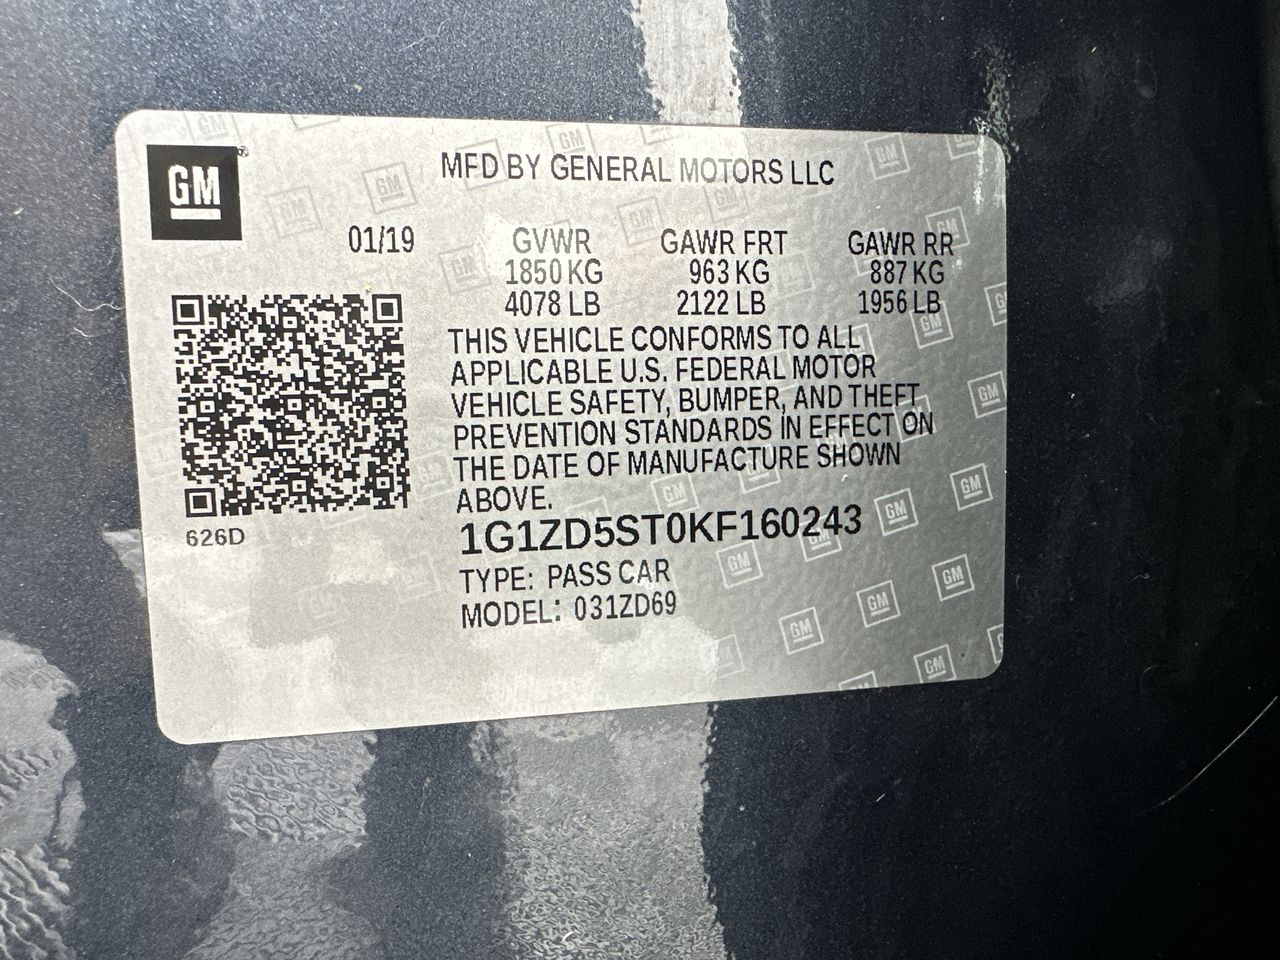 GM
MFD BY GENERAL MOTORS LLC
01/19 GVWR GAWR FRT GAWR RR
1850 KG 963 KG 887 KG
4078 LB 2122 LB 1956 LB
THIS VEHICLE CONFORMS TO ALL
APPLICABLE U.S. FEDERAL MOTOR
VEHICLE SAFETY, BUMPER, AND THEFT
PREVENTION STANDARDS IN EFFECT ON
THE DATE OF MANUFACTURE SHOWN
ABOVE.
626D
1G1ZD5ST0KF160243
TYPE: PASS CAR
MODEL: 031ZD69